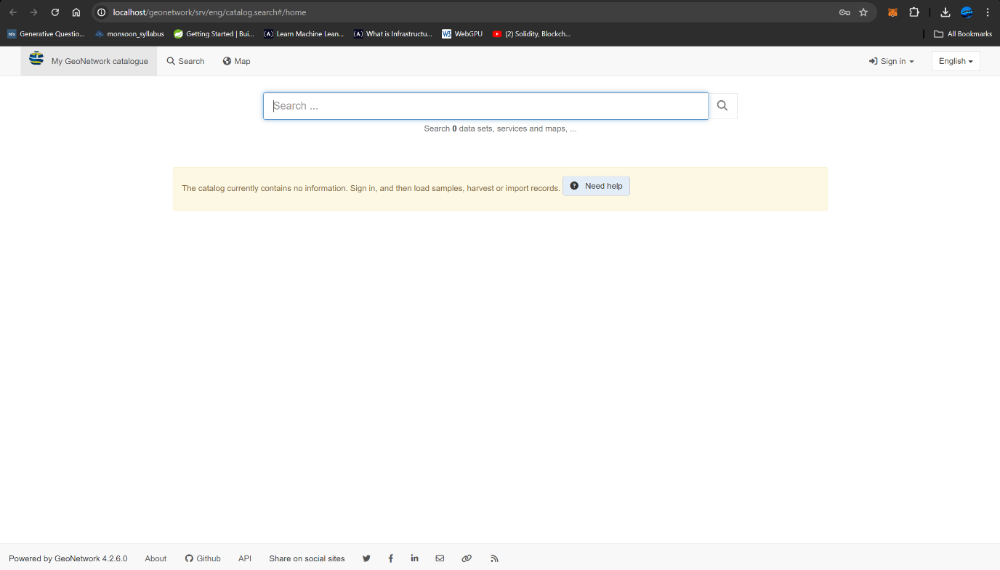 localhost/geonetwork/srv/eng/catalog.search#/home
tds Generative Questio... monsoon_syllabus Getting Started | Bui... (A) Learn Machine Lean... (A) What is Infrastructu... W3 WebGPU (2) Solidity, Blockch... All Bookmarks
My GeoNetwork catalogue Search Map Sign in English
Search ...
Search 0 data sets, services and maps, ...
The catalog currently contains no information. Sign in, and then load samples, harvest or import records. Need help
Powered by GeoNetwork 4.2.6.0 About Github API Share on social sites